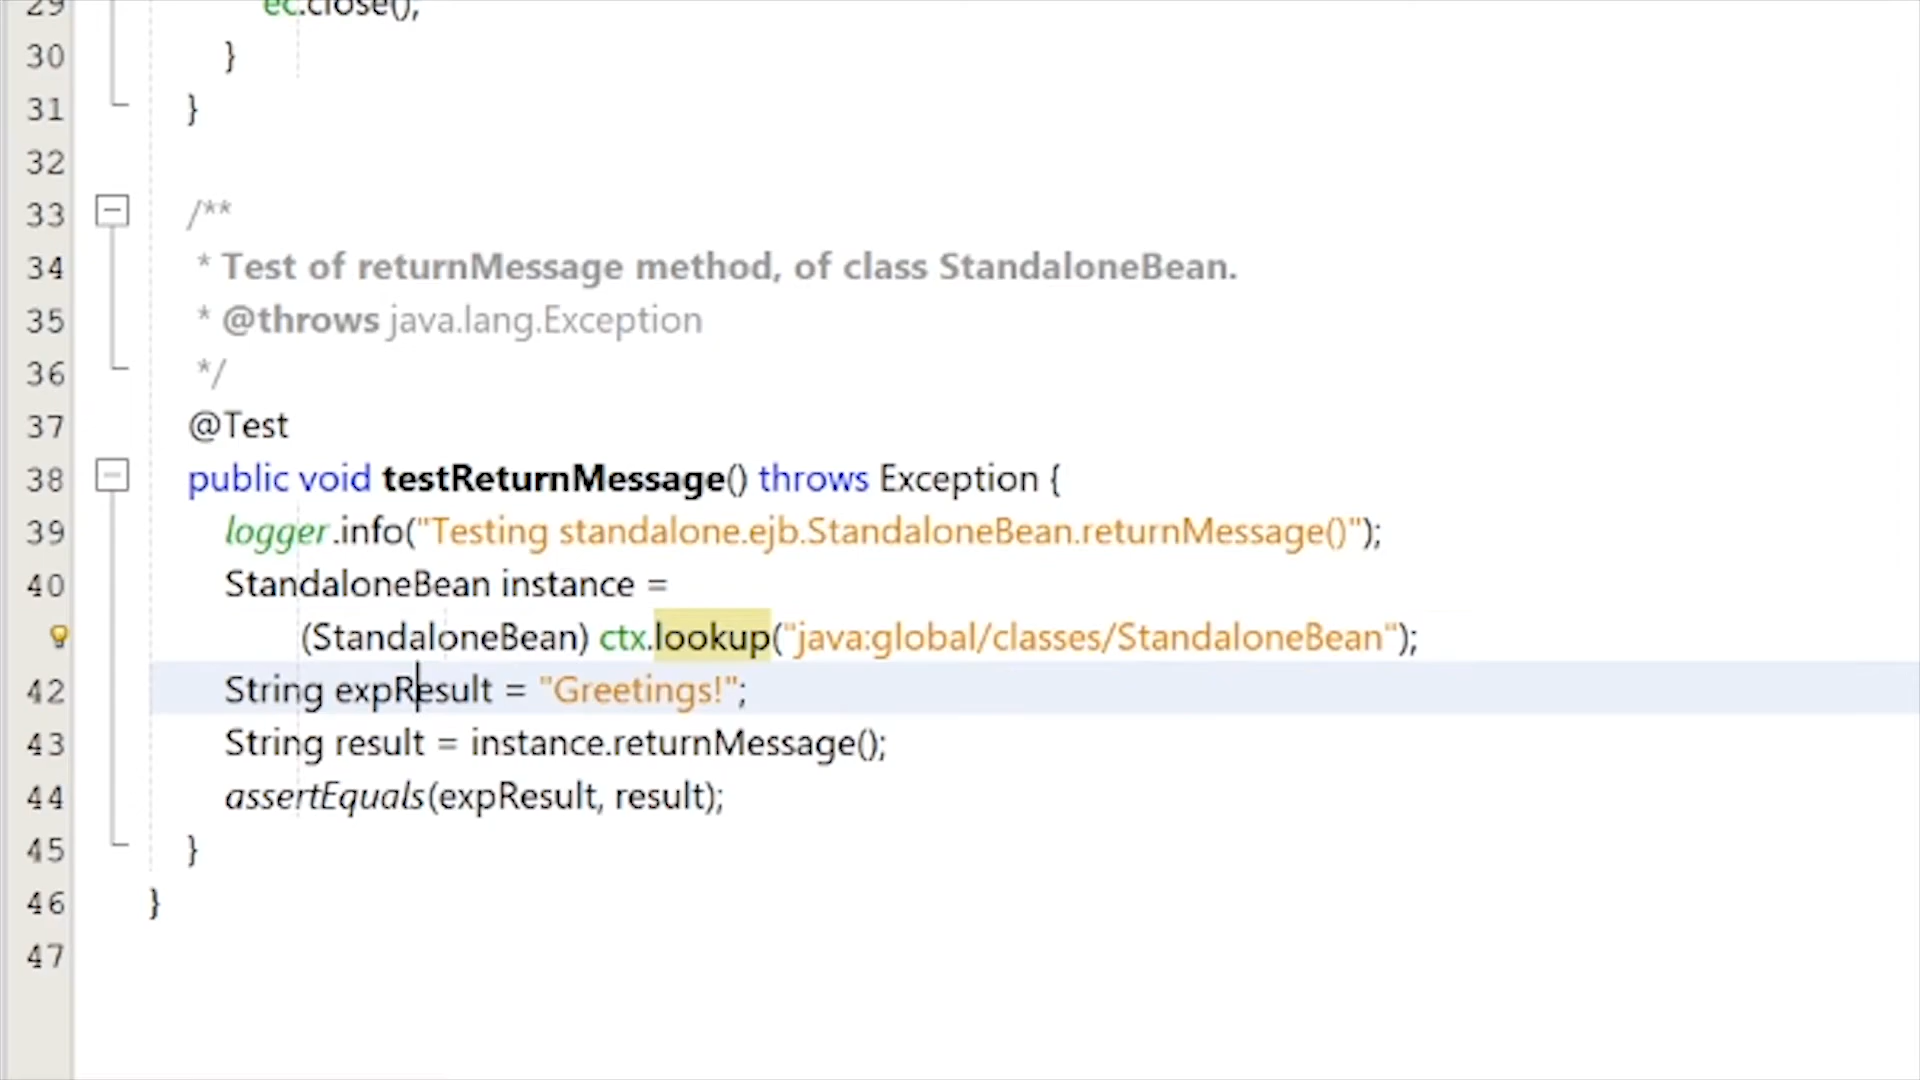 29 ec.close();
30 }
31 }
32
33 /**
34 * Test of returnMessage method, of class StandaloneBean.
35 * @throws java.lang.Exception
36 */
37 @Test
38 public void testReturnMessage() throws Exception {
39 logger.info("Testing standalone.ejb.StandaloneBean.returnMessage()");
40 StandaloneBean instance =
(StandaloneBean) ctx.lookup("java:global/classes/StandaloneBean");
42 String expResult = "Greetings!";
43 String result = instance.returnMessage();
44 assertEquals(expResult, result);
45 }
46 }
47